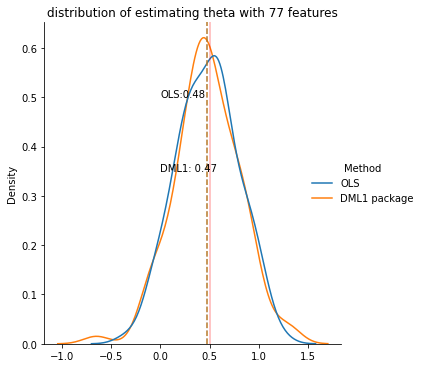 distribution of estimating theta with 77 features
0.6
0.5
0.4
0.3
0.2
0.1
0.0
Density
OLS:0.48
DML1: 0.47
Method
OLS
DML1 package
−1.0 −0.5 0.0 0.5 1.0 1.5